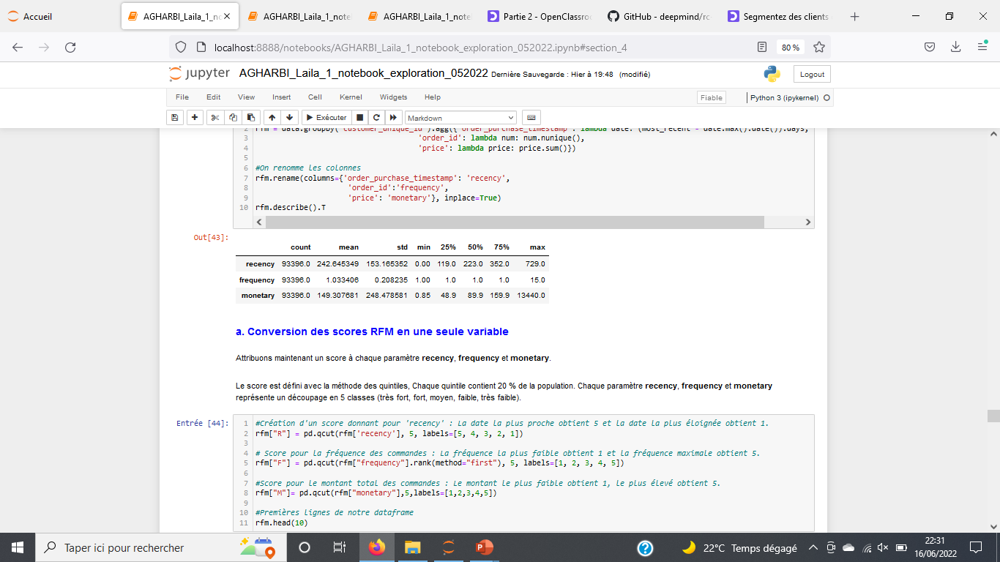 Accueil
AGHARBI_Laila_1_no
AGHARBI_Laila_1_note
AGHARBI_Laila_1_note
Partie 2 - OpenClassroo
GitHub - deepmind/rc-
Segmentez des clients
localhost:8888/notebooks/AGHARBI_Laila_1_notebook_exploration_052022.ipynb#section_4
80 %
jupyter AGHARBI_Laila_1_notebook_exploration_052022 Dernière Sauvegarde : Hier à 19:48 (modifié)
Logout
File Edit View Insert Cell Kernel Widgets Help
Fiable
Python 3 (ipykernel)
Exécuter
Markdown
2 rfm = data.groupby('customer_unique_id').agg({'order_purchase_timestamp': lambda date: (most_recent - date.max().date()).days,
3 'order_id': lambda num: num.nunique(),
4 'price': lambda price: price.sum()})
5
6 #On renomme les colonnes
7 rfm.rename(columns={'order_purchase_timestamp': 'recency',
8 'order_id':'frequency',
9 'price': 'monetary'}, inplace=True)
10 rfm.describe().T
Out[43]:
count mean std min 25% 50% 75% max
recency 93396.0 242.645349 153.165352 0.00 119.0 223.0 352.0 729.0
frequency 93396.0 1.033406 0.208235 1.00 1.0 1.0 1.0 15.0
monetary 93396.0 149.307681 248.478581 0.85 48.9 89.9 159.9 13440.0
a. Conversion des scores RFM en une seule variable
Attribuons maintenant un score à chaque paramètre recency, frequency et monetary.
Le score est défini avec la méthode des quintiles, Chaque quintile contient 20 % de la population. Chaque paramètre recency, frequency et monetary
représente un découpage en 5 classes (très fort, fort, moyen, faible, très faible).
Entrée [44]:
1 #Création d'un score donnant pour 'recency' : La date la plus proche obtient 5 et la date la plus éloignée obtient 1.
2 rfm["R"] = pd.qcut(rfm['recency'], 5, labels=[5, 4, 3, 2, 1])
3
4 # Score pour la fréquence des commandes : La fréquence la plus faible obtient 1 et la fréquence maximale obtient 5.
5 rfm["F"] = pd.qcut(rfm["frequency"].rank(method="first"), 5, labels=[1, 2, 3, 4, 5])
6
7 #Score pour le montant total des commandes : Le montant le plus faible obtient 1, le plus élevé obtient 5.
8 rfm["M"]= pd.qcut(rfm["monetary"],5,labels=[1,2,3,4,5])
9
10 #Premières lignes de notre dataframe
11 rfm.head(10)
Taper ici pour rechercher
22°C Temps dégagé
22:31
16/06/2022